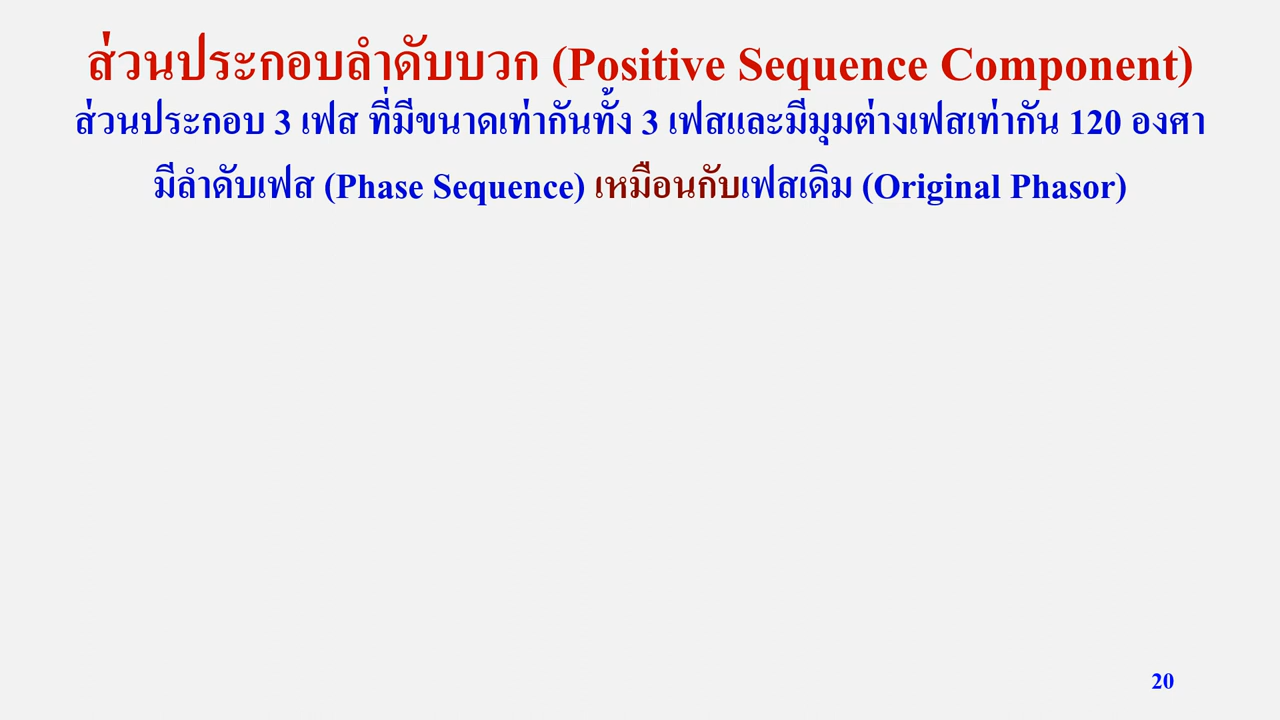 ส่วนประกอบลำดับบวก (Positive Sequence Component)
ส่วนประกอบ 3 เฟส ที่มีขนาดเท่ากันทั้ง 3 เฟสและมีมุมต่างเฟสเท่ากัน 120 องศา
มีลำดับเฟส (Phase Sequence) เหมือนกับเฟสเดิม (Original Phasor)
20